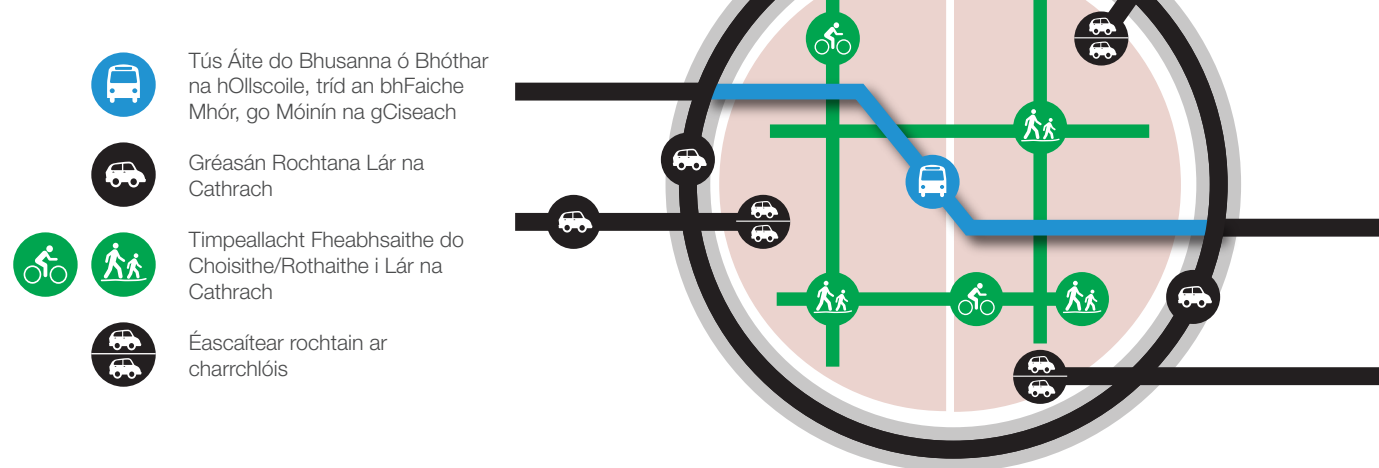 Tús Áite do Bhusanna ó Bhóthar
na hOllscoile, tríd an bhFaiche
Mhór, go Móinín na gCiseach
Gréasán Rochtana Lár na
Cathrach
Timpeallacht Fheabhsaithe do
Choisithe/Rothaithe i Lár na
Cathrach
Éascaítear rochtain ar
charrchlóis